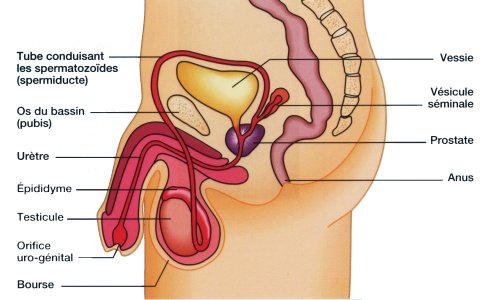 Tube conduisant
les spermatozoïdes
(spermiducte)
Os du bassin
(pubis)
Urètre
Épididyme
Testicule
Orifice
uro-génital
Bourse
Vessie
Vésicule
séminale
Prostate
Anus